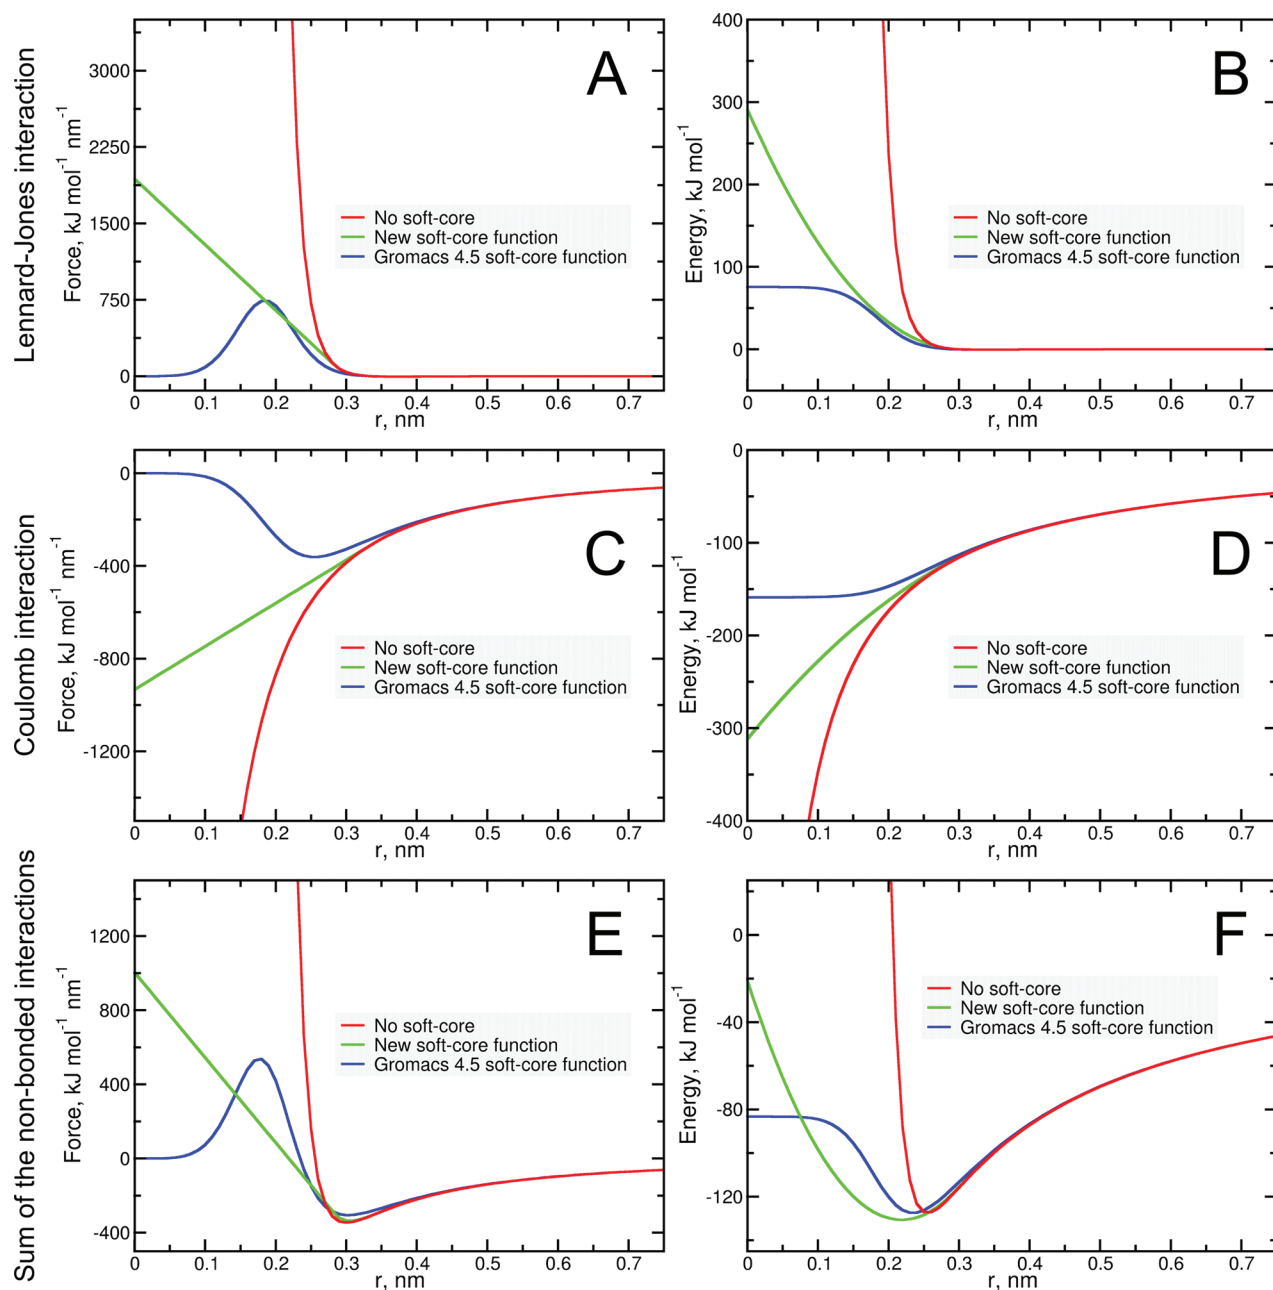 Lennard-Jones interaction
Force, kJ mol⁻¹ nm⁻¹
3000
2250
1500
750
0
A
No soft-core
New soft-core function
Gromacs 4.5 soft-core function
0 0.1 0.2 0.3 0.4 0.5 0.6 0.7
r, nm
Energy, kJ mol⁻¹
400
300
200
100
0
B
No soft-core
New soft-core function
Gromacs 4.5 soft-core function
0 0.1 0.2 0.3 0.4 0.5 0.6 0.7
r, nm
Coulomb interaction
Force, kJ mol⁻¹ nm⁻¹
0
-400
-800
-1200
C
No soft-core
New soft-core function
Gromacs 4.5 soft-core function
0 0.1 0.2 0.3 0.4 0.5 0.6 0.7
r, nm
Energy, kJ mol⁻¹
0
-100
-200
-300
-400
D
No soft-core
New soft-core function
Gromacs 4.5 soft-core function
0 0.1 0.2 0.3 0.4 0.5 0.6 0.7
r, nm
Sum of the non-bonded interactions
Force, kJ mol⁻¹ nm⁻¹
1200
800
400
0
-400
E
No soft-core
New soft-core function
Gromacs 4.5 soft-core function
0 0.1 0.2 0.3 0.4 0.5 0.6 0.7
r, nm
Energy, kJ mol⁻¹
0
-40
-80
-120
F
No soft-core
New soft-core function
Gromacs 4.5 soft-core function
0 0.1 0.2 0.3 0.4 0.5 0.6 0.7
r, nm